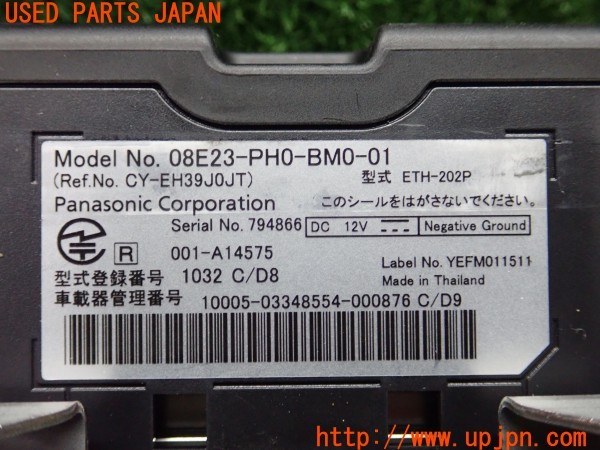 USED PARTS JAPAN
Model No. 08E23-PH0-BM0-01
(Ref.No. CY-EH39J0JT) 型式 ETH-202P
Panasonic Corporation このシールをはがさないでください。
Serial No. 794866 DC 12V Negative Ground
R 001-A14575
型式登録番号 1032 C/D8 Label No. YEFM011511
車載器管理番号 Made in Thailand
10005-03348554-000876 C/D9
http://www.upjpn.com